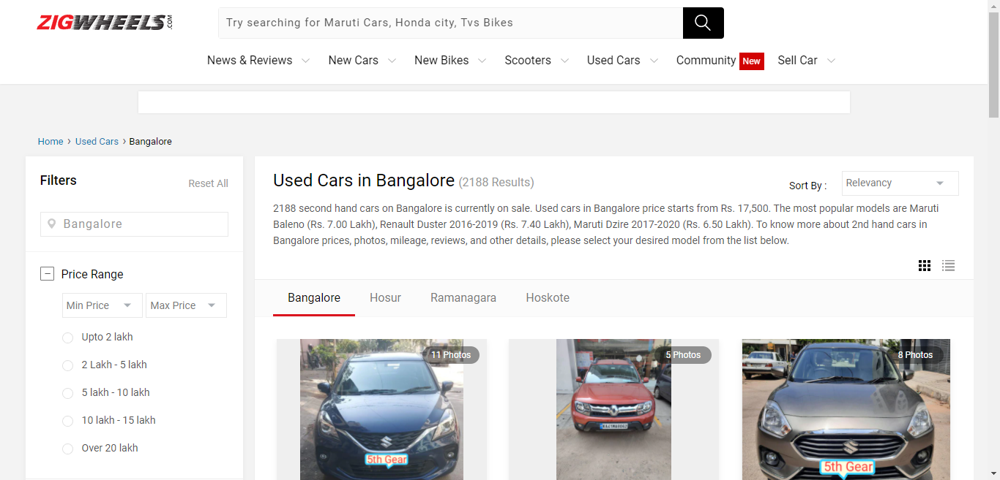 ZIGWHEELS.COM
Try searching for Maruti Cars, Honda city, Tvs Bikes
News & Reviews New Cars New Bikes Scooters Used Cars Community New Sell Car
Home › Used Cars › Bangalore
Filters
Reset All
Bangalore
Price Range
Min Price Max Price
Upto 2 lakh
2 Lakh - 5 lakh
5 lakh - 10 lakh
10 lakh - 15 lakh
Over 20 lakh
Used Cars in Bangalore (2188 Results)
Sort By : Relevancy
2188 second hand cars on Bangalore is currently on sale. Used cars in Bangalore price starts from Rs. 17,500. The most popular models are Maruti
Baleno (Rs. 7.00 Lakh), Renault Duster 2016-2019 (Rs. 7.40 Lakh), Maruti Dzire 2017-2020 (Rs. 6.50 Lakh). To know more about 2nd hand cars in
Bangalore prices, photos, mileage, reviews, and other details, please select your desired model from the list below.
Bangalore Hosur Ramanagara Hoskote
11 Photos
5th Gear
5 Photos
8 Photos
5th Gear